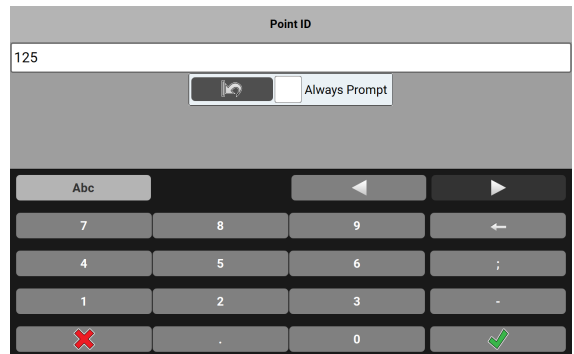 Point ID
125
Always Prompt
Abc
7 8 9
4 5 6 ;
1 2 3 -
. 0